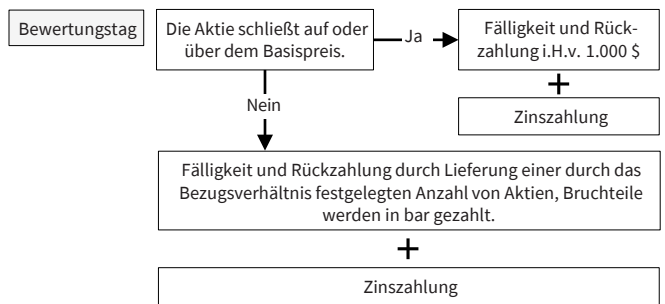 Bewertungstag
Die Aktie schließt auf oder
über dem Basispreis.
Ja
Fälligkeit und Rück-
zahlung i.H.v. 1.000 $
+
Zinszahlung
Nein
Fälligkeit und Rückzahlung durch Lieferung einer durch das
Bezugsverhältnis festgelegten Anzahl von Aktien, Bruchteile
werden in bar gezahlt.
+
Zinszahlung